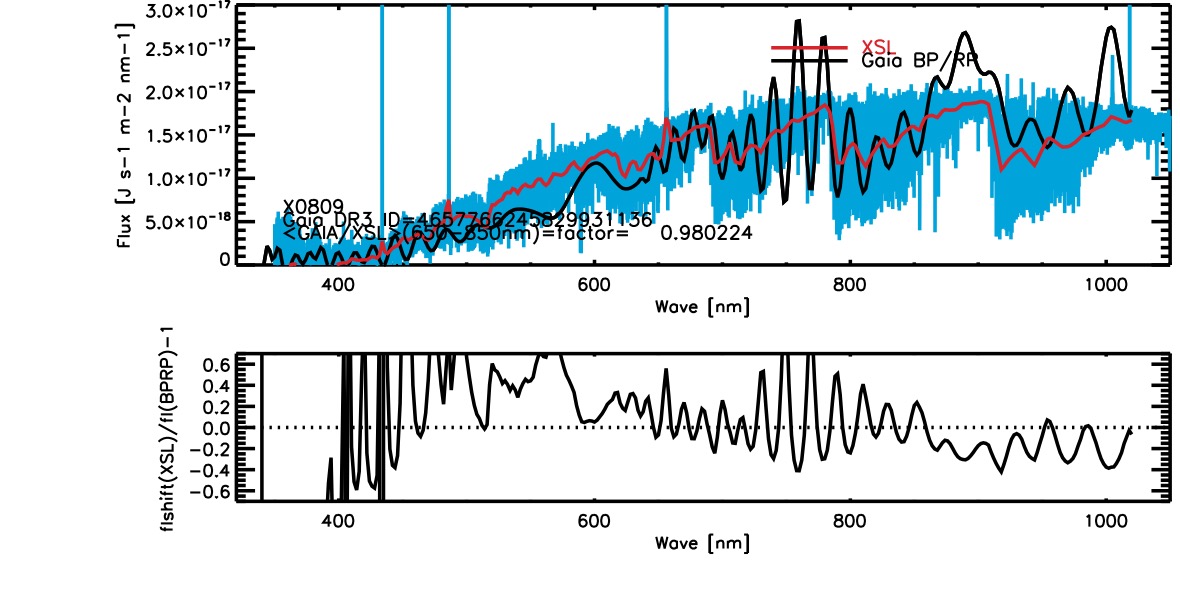 3.0×10⁻¹⁷
2.5×10⁻¹⁷
2.0×10⁻¹⁷
1.5×10⁻¹⁷
1.0×10⁻¹⁷
5.0×10⁻¹⁸
0
Flux [J s−1 m−2 nm−1]
XSL
Gaia BP/RP
X0809
Gaia DR3 ID=4657766245829931136
<GAIA/XSL>(650−850nm)=factor= 0.980224
400 600 800 1000
Wave [nm]
0.6
0.4
0.2
0.0
−0.2
−0.4
−0.6
flshift(XSL)/fl(BPRP)−1
400 600 800 1000
Wave [nm]